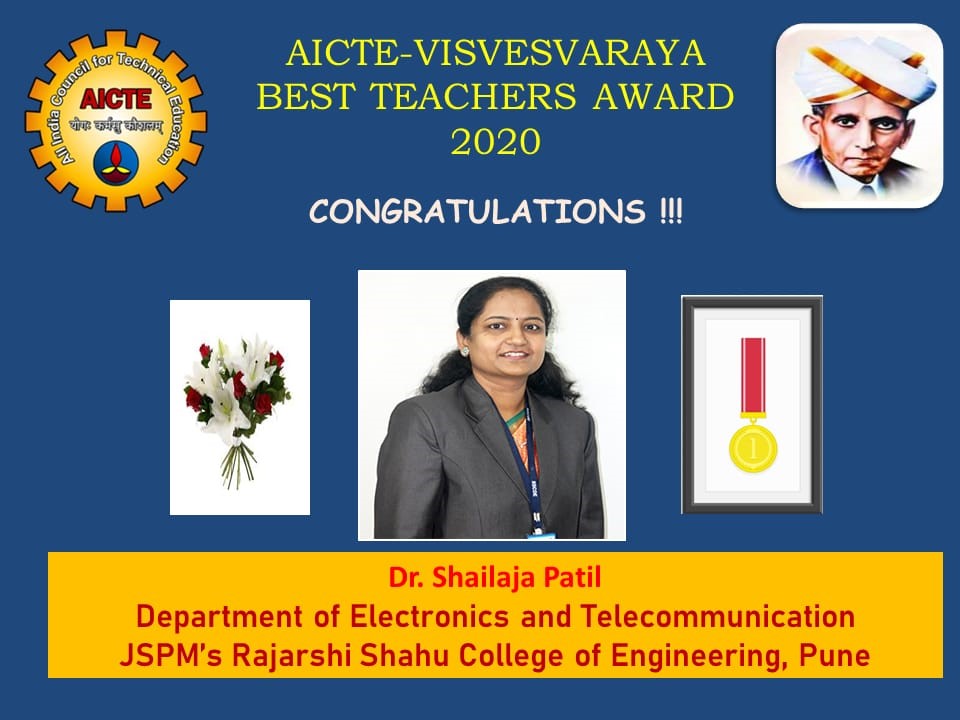 All India Council for Technical Education
AICTE
योगः कर्मसु कौशलम्
AICTE-VISVESVARAYA
BEST TEACHERS AWARD
2020
CONGRATULATIONS !!!
1
Dr. Shailaja Patil
Department of Electronics and Telecommunication
JSPM’s Rajarshi Shahu College of Engineering, Pune